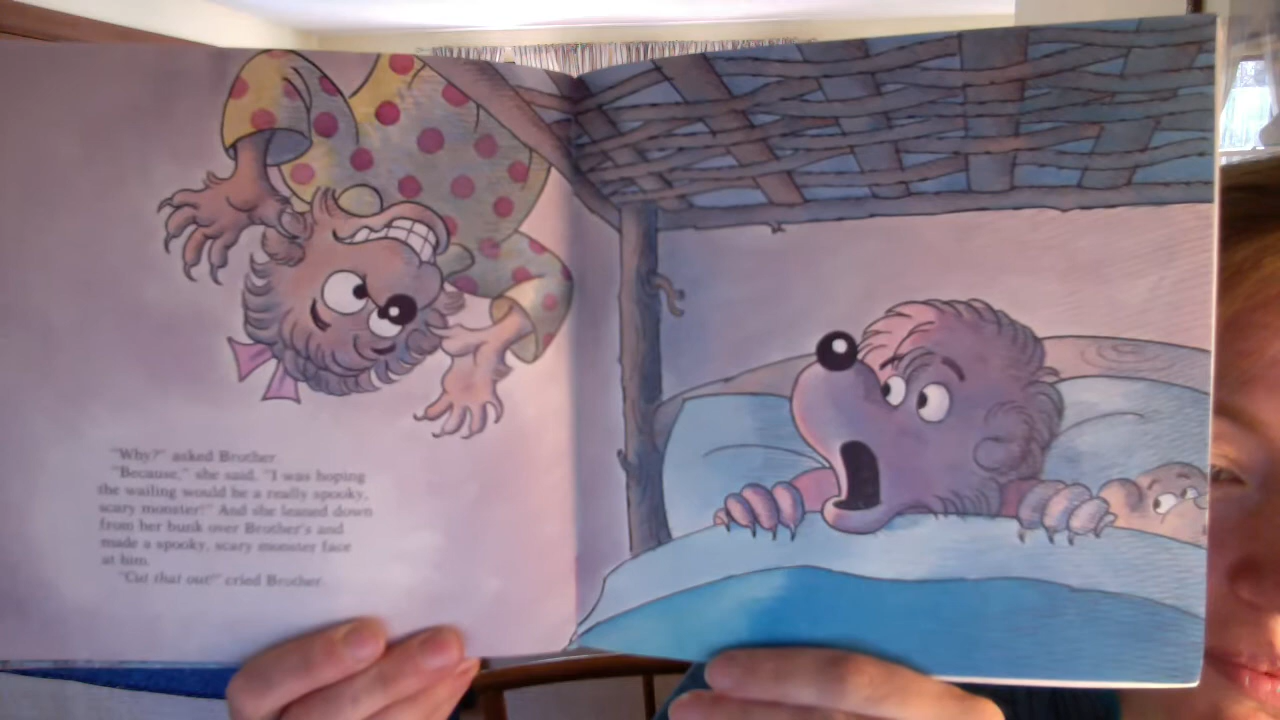 "Why?" asked Brother.
"Because," she said, "I was hoping
the wailing would be a really spooky,
scary monster!" And she leaned down
from her bunk over Brother's and
made a spooky, scary monster face
at him.
"Cut that out!" cried Brother.